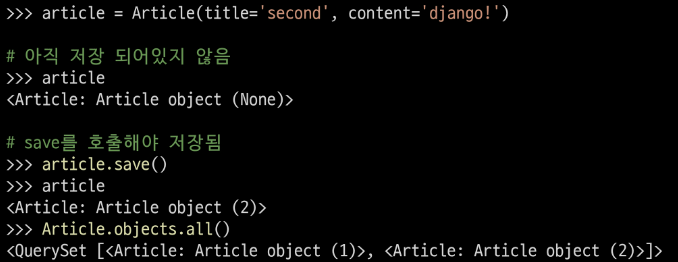 >>> article = Article(title='second', content='django!')
# 아직 저장 되어있지 않음
>>> article
<Article: Article object (None)>
# save를 호출해야 저장됨
>>> article.save()
>>> article
<Article: Article object (2)>
>>> Article.objects.all()
<QuerySet [<Article: Article object (1)>, <Article: Article object (2)>]>